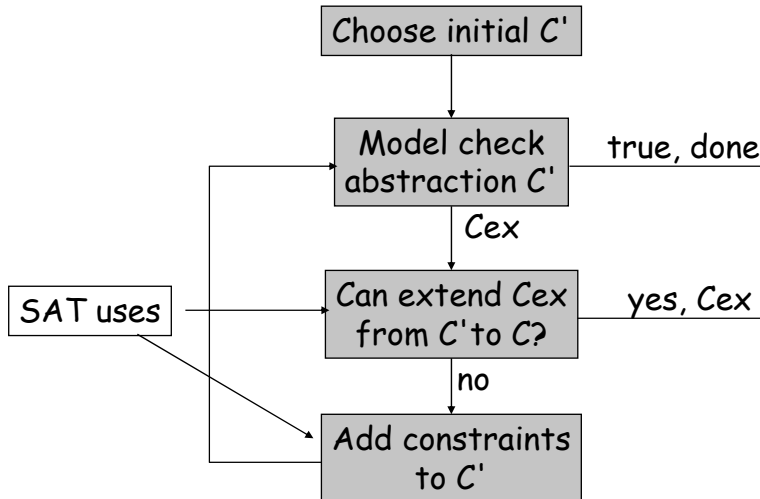 Choose initial C'
Model check
abstraction C'
true, done
Cex
Can extend Cex
from C' to C?
yes, Cex
SAT uses
no
Add constraints
to C'